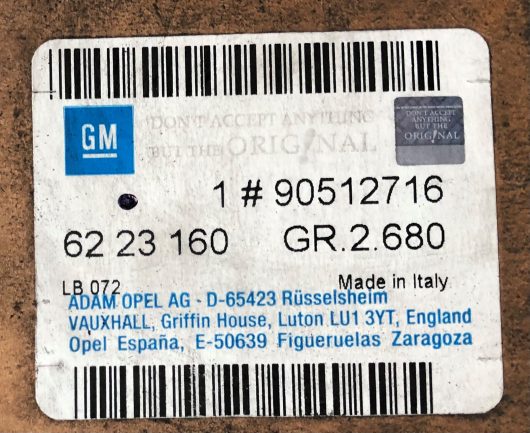 GM
DON'T ACCEPT ANYTHING
BUT THE ORIGINAL
DON'T ACCEPT
ANYTHING
BUT THE
ORIGINAL
1 # 90512716
62 23 160 GR.2.680
LB 072 Made in Italy
ADAM OPEL AG - D-65423 Rüsselsheim
VAUXHALL, Griffin House, Luton LU1 3YT, England
Opel España, E-50639 Figueruelas Zaragoza